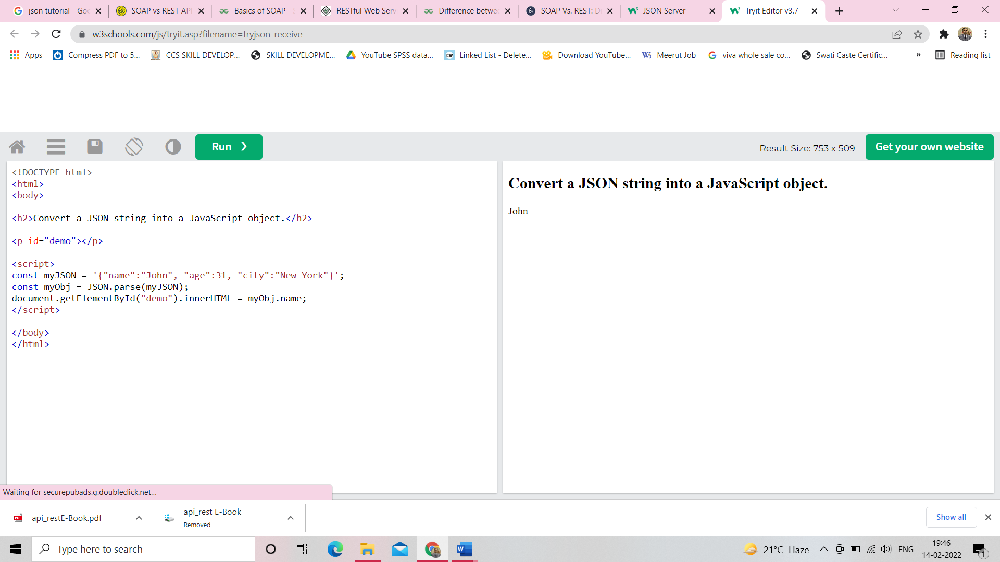 json tutorial - Goo
SOAP vs REST API
Basics of SOAP - S
RESTful Web Serv
Difference betwee
SOAP Vs. REST: D
JSON Server
Tryit Editor v3.7
w3schools.com/js/tryit.asp?filename=tryjson_receive
Apps
Compress PDF to 5...
CCS SKILL DEVELOP...
SKILL DEVELOPME...
YouTube SPSS data...
Linked List - Delete...
Download YouTube...
Meerut Job
viva whole sale co...
Swati Caste Certific...
»
Reading list
Run ❯
Result Size: 753 x 509
Get your own website
<!DOCTYPE html>
<html>
<body>
<h2>Convert a JSON string into a JavaScript object.</h2>
<p id="demo"></p>
<script>
const myJSON = '{"name":"John", "age":31, "city":"New York"}';
const myObj = JSON.parse(myJSON);
document.getElementById("demo").innerHTML = myObj.name;
</script>
</body>
</html>
Convert a JSON string into a JavaScript object.
John
Waiting for securepubads.g.doubleclick.net...
PDF
api_restE-Book.pdf
api_rest E-Book
Removed
Show all
Type here to search
21°C Haze
ENG
19:46
14-02-2022
1